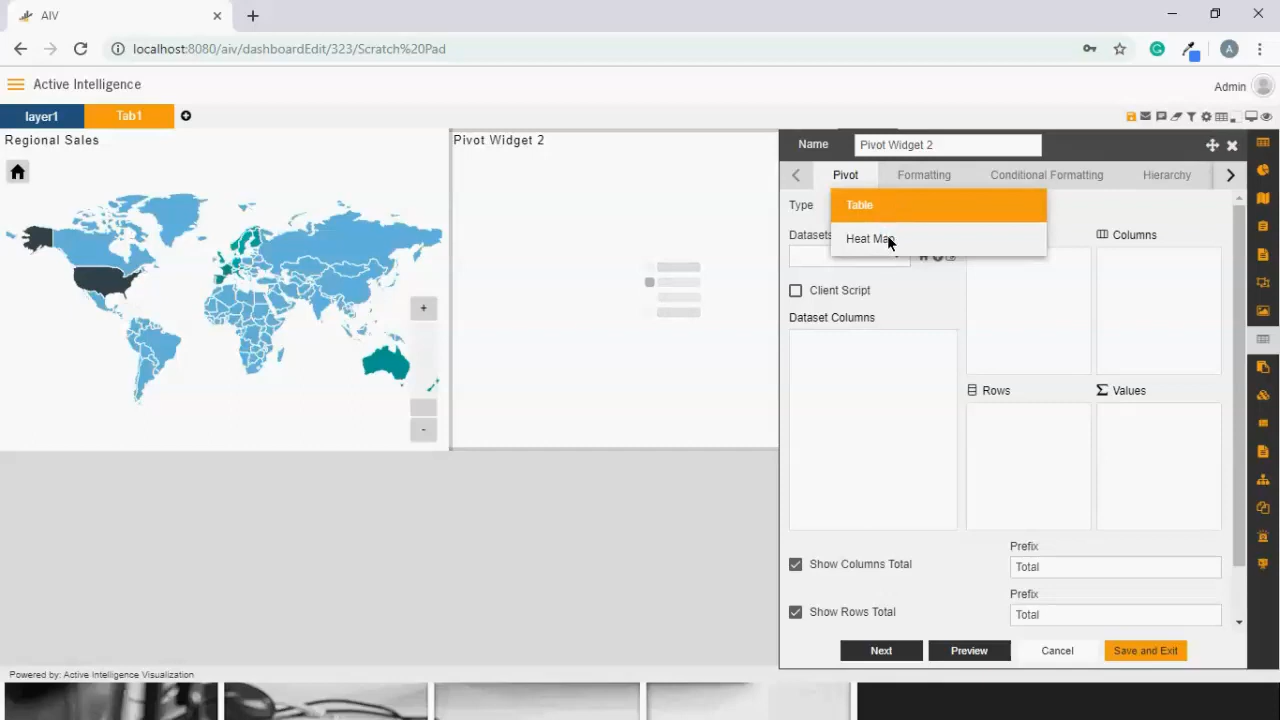 AIV
localhost:8080/aiv/dashboardEdit/323/Scratch%20Pad
A
Active Intelligence
Admin
layer1
Tab1
Regional Sales
Pivot Widget 2
Name
Pivot Widget 2
Pivot
Formatting
Conditional Formatting
Hierarchy
Type
Table
Heat Map
Datasets
Columns
Client Script
Dataset Columns
+
-
Rows
Values
Show Columns Total
Prefix
Total
Show Rows Total
Prefix
Total
Next
Preview
Cancel
Save and Exit
Powered by: Active Intelligence Visualization